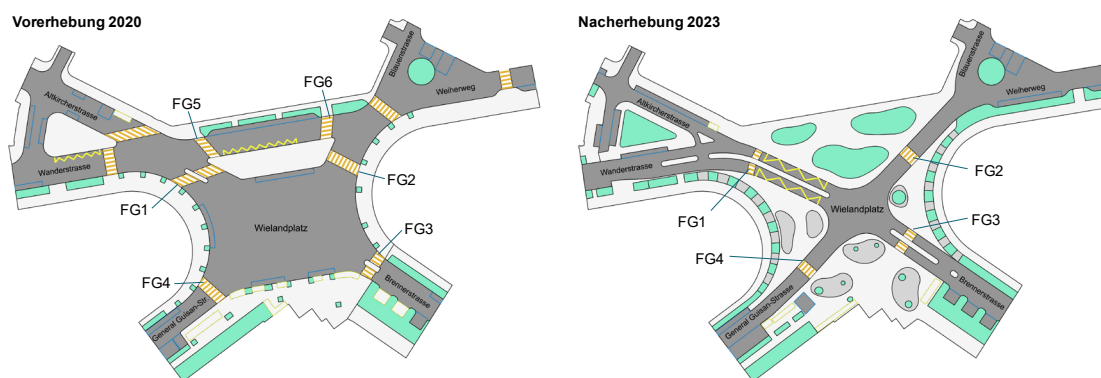 Vorerhebung 2020
Altkircherstrasse
Wanderstrasse
FG5
FG6
Blauenstrasse
Weiherweg
FG1
FG2
Wielandplatz
FG3
FG4
General Guisan-Str.
Brennerstrasse
Nacherhebung 2023
Altkircherstrasse
Wanderstrasse
Blauenstrasse
Weiherweg
FG1
FG2
Wielandplatz
FG3
FG4
General Guisan-Strasse
Brennerstrasse